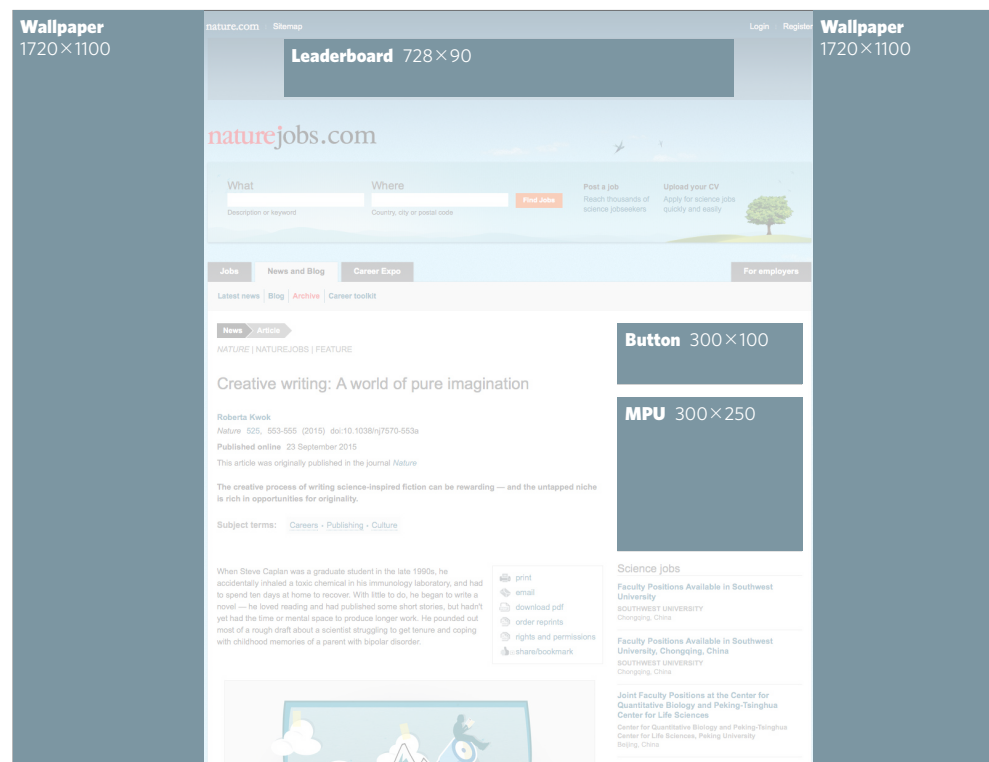 Wallpaper
1720×1100
nature.com Sitemap Login Register
Leaderboard 728×90
Wallpaper
1720×1100
naturejobs.com
What
Description or keyword
Where
Country, city or postal code
Find Jobs
Post a job
Reach thousands of
science jobseekers
Upload your CV
Apply for science jobs
quickly and easily
Jobs News and Blog Career Expo For employers
Latest news Blog Archive Career toolkit
News Article
NATURE | NATUREJOBS | FEATURE
Creative writing: A world of pure imagination
Roberta Kwok
Nature 525, 553-555 (2015) doi:10.1038/nj7570-553a
Published online 23 September 2015
This article was originally published in the journal Nature
The creative process of writing science-inspired fiction can be rewarding — and the untapped niche
is rich in opportunities for originality.
Subject terms: Careers • Publishing • Culture
When Steve Caplan was a graduate student in the late 1990s, he
accidentally inhaled a toxic chemical in his immunology laboratory, and had
to spend ten days at home to recover. With little to do, he began to write a
novel — he loved reading and had published some short stories, but hadn't
yet had the time or mental space to produce longer work. He pounded out
most of a rough draft about a scientist struggling to get tenure and coping
with childhood memories of a parent with bipolar disorder.
print
email
download pdf
order reprints
rights and permissions
share/bookmark
Button 300×100
MPU 300×250
Science jobs
Faculty Positions Available in Southwest
University
SOUTHWEST UNIVERSITY
Chongqing, China
Faculty Positions Available in Southwest
University, Chongqing, China
SOUTHWEST UNIVERSITY
Chongqing, China
Joint Faculty Positions at the Center for
Quantitative Biology and Peking-Tsinghua
Center for Life Sciences
Center for Quantitative Biology and Peking-Tsinghua
Center for Life Sciences, Peking University
Beijing, China